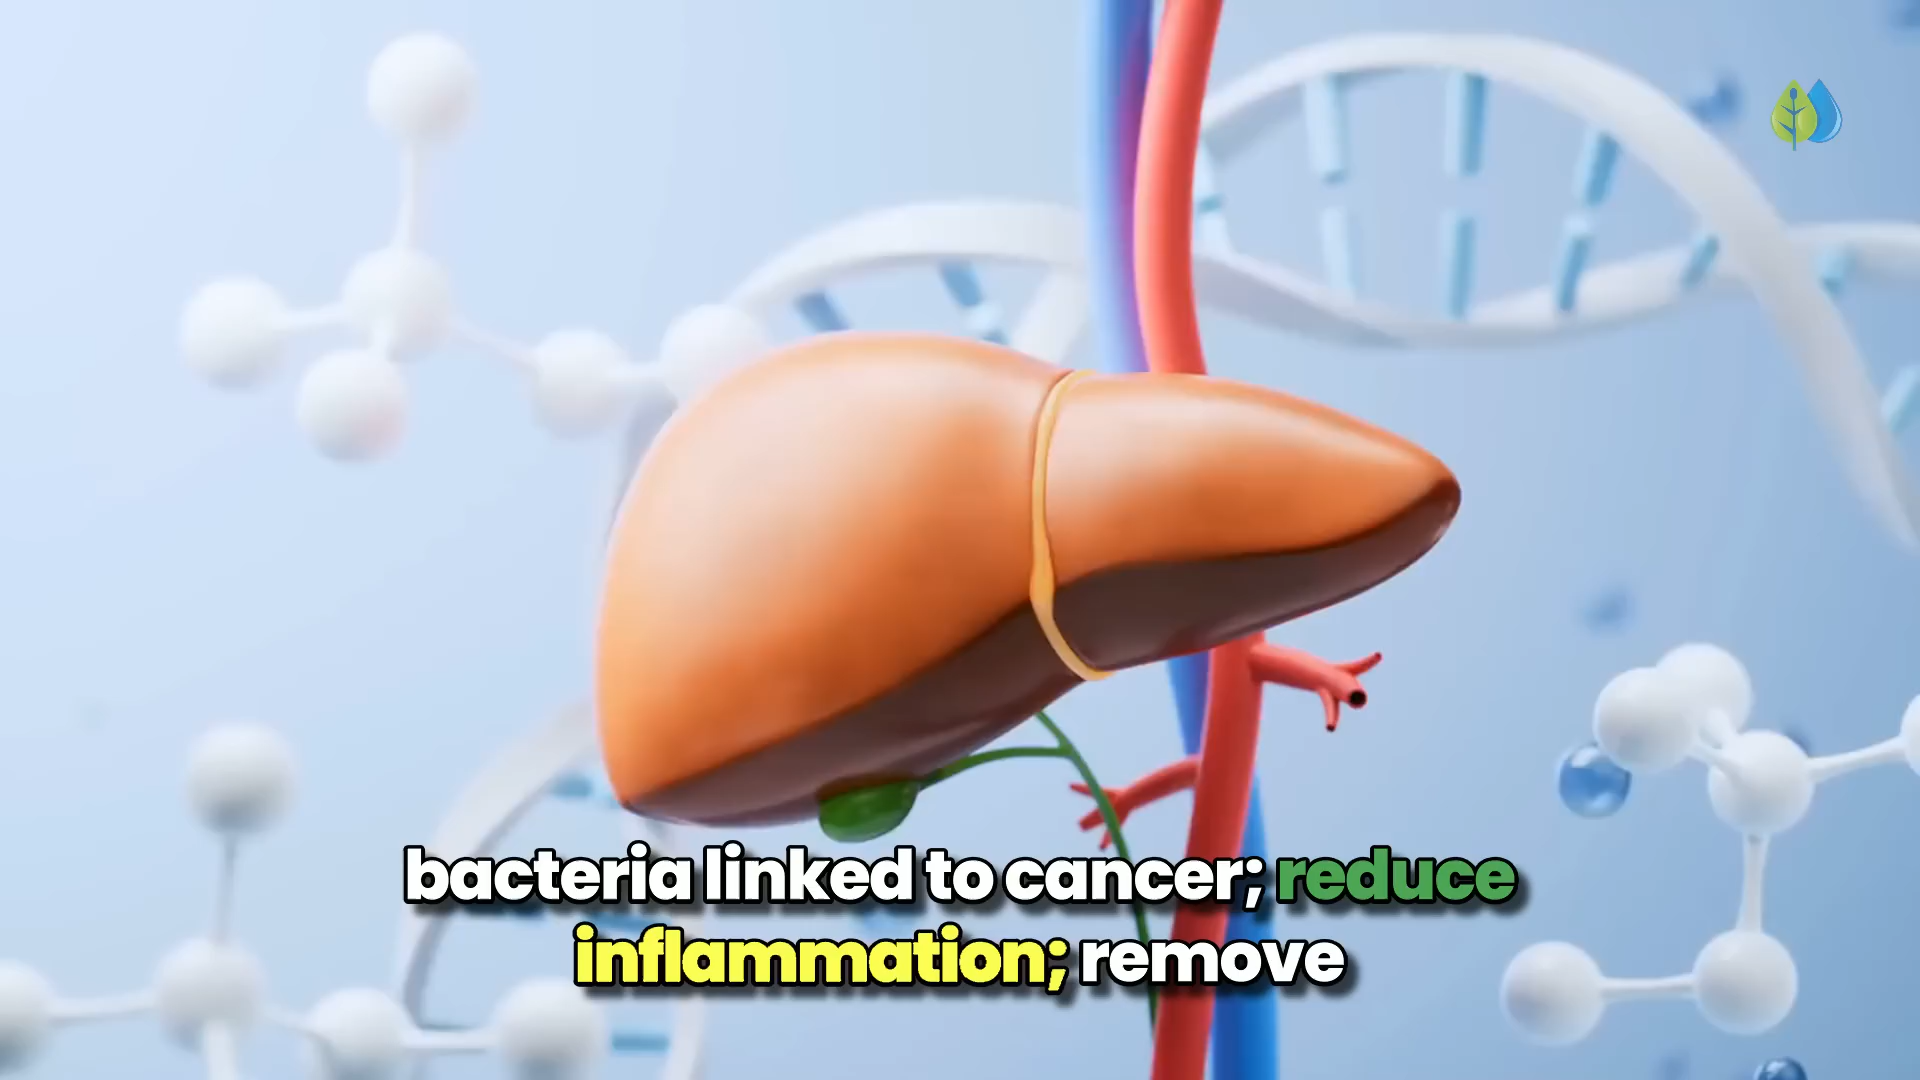 bacteria linked to cancer; reduce
inflammation; remove